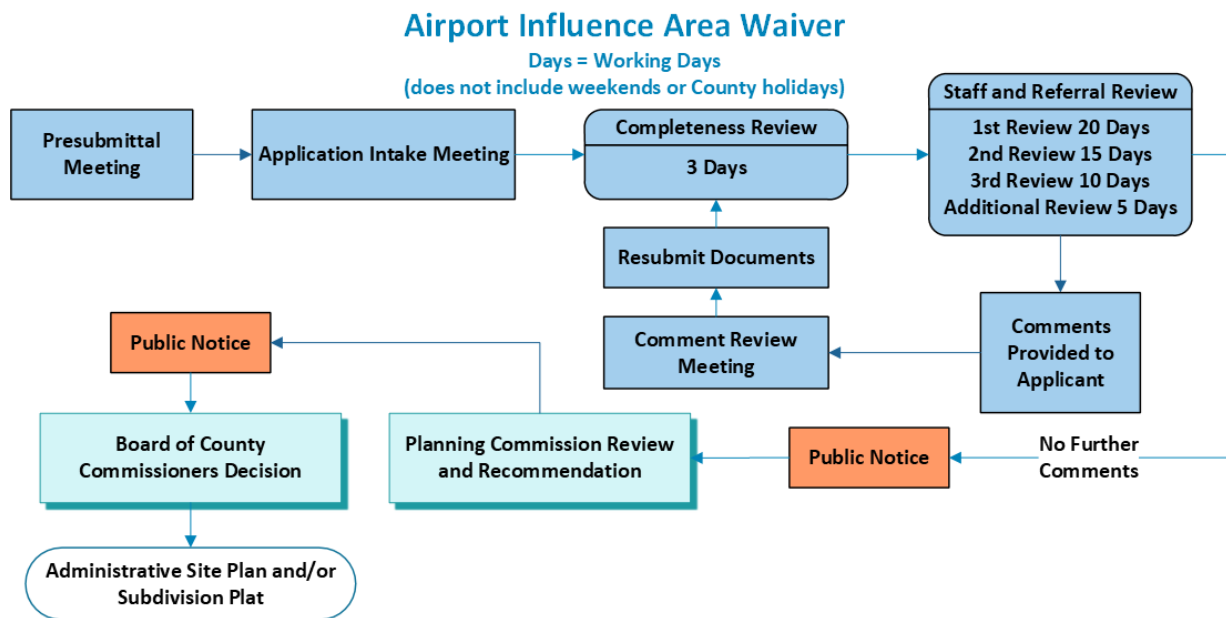 Airport Influence Area Waiver
Days = Working Days
(does not include weekends or County holidays)
Presubmittal
Meeting
Application Intake Meeting
Completeness Review
3 Days
Staff and Referral Review
1st Review 20 Days
2nd Review 15 Days
3rd Review 10 Days
Additional Review 5 Days
Resubmit Documents
Comment Review
Meeting
Comments
Provided to
Applicant
Public Notice
Board of County
Commissioners Decision
Planning Commission Review
and Recommendation
Public Notice
No Further
Comments
Administrative Site Plan and/or
Subdivision Plat